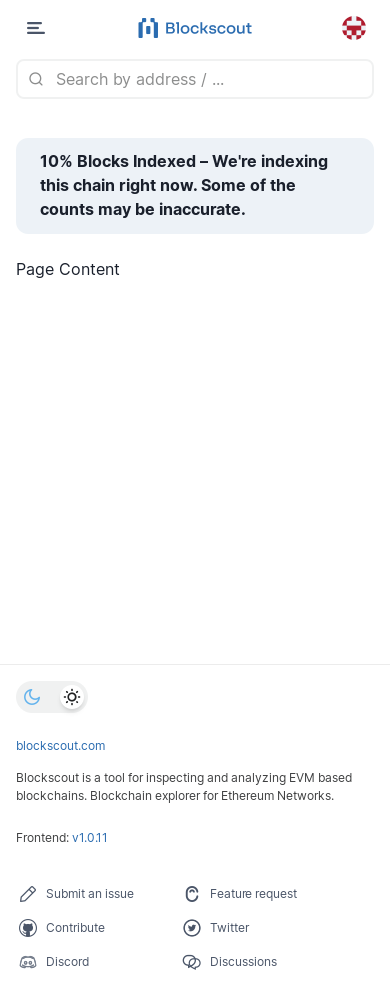 Blockscout
Search by address / ...
10% Blocks Indexed – We're indexing
this chain right now. Some of the
counts may be inaccurate.
Page Content
blockscout.com
Blockscout is a tool for inspecting and analyzing EVM based
blockchains. Blockchain explorer for Ethereum Networks.
Frontend: v1.0.11
Submit an issue
Feature request
Contribute
Twitter
Discord
Discussions